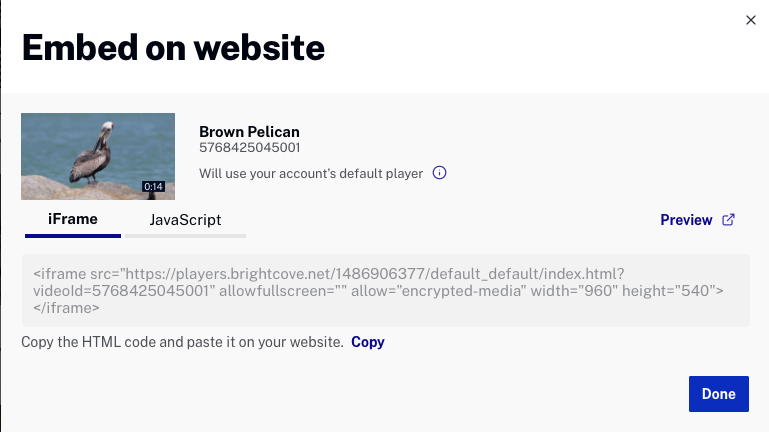 Embed on website
Brown Pelican
5768425045001
0:14
Will use your account's default player
iFrame
JavaScript
Preview
<iframe src="https://players.brightcove.net/1486906377/default_default/index.html?
videoId=5768425045001" allowfullscreen="" allow="encrypted-media" width="960" height="540">
</iframe>
Copy the HTML code and paste it on your website. Copy
Done